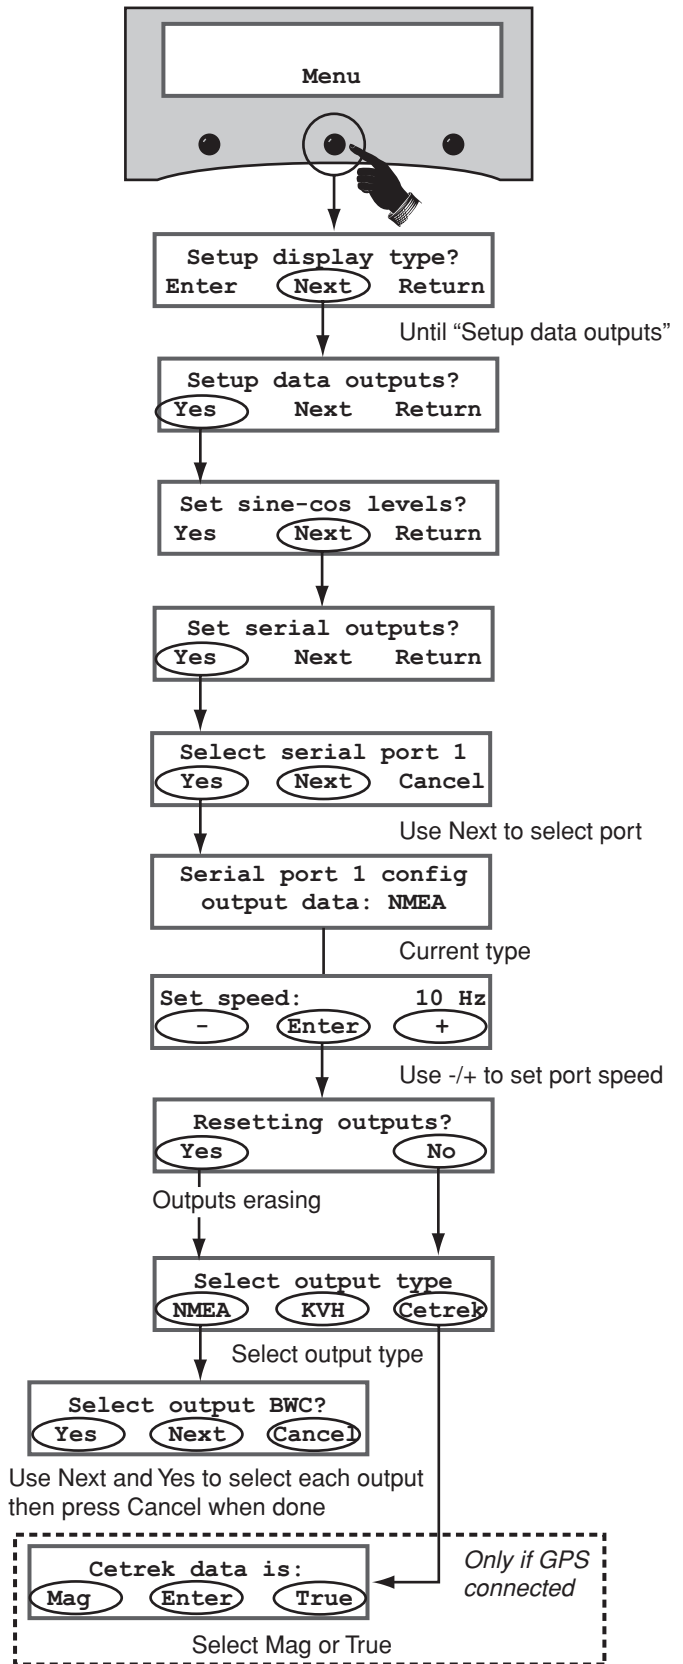 Menu
Setup display type?
Enter Next Return
Until “Setup data outputs”
Setup data outputs?
Yes Next Return
Set sine-cos levels?
Yes Next Return
Set serial outputs?
Yes Next Return
Select serial port 1
Yes Next Cancel
Use Next to select port
Serial port 1 config
output data: NMEA
Current type
Set speed: 10 Hz
- Enter +
Use -/+ to set port speed
Resetting outputs?
Yes No
Outputs erasing
Select output type
NMEA KVH Cetrek
Select output type
Select output BWC?
Yes Next Cancel
Use Next and Yes to select each output
then press Cancel when done
Only if GPS
connected
Cetrek data is:
Mag Enter True
Select Mag or True